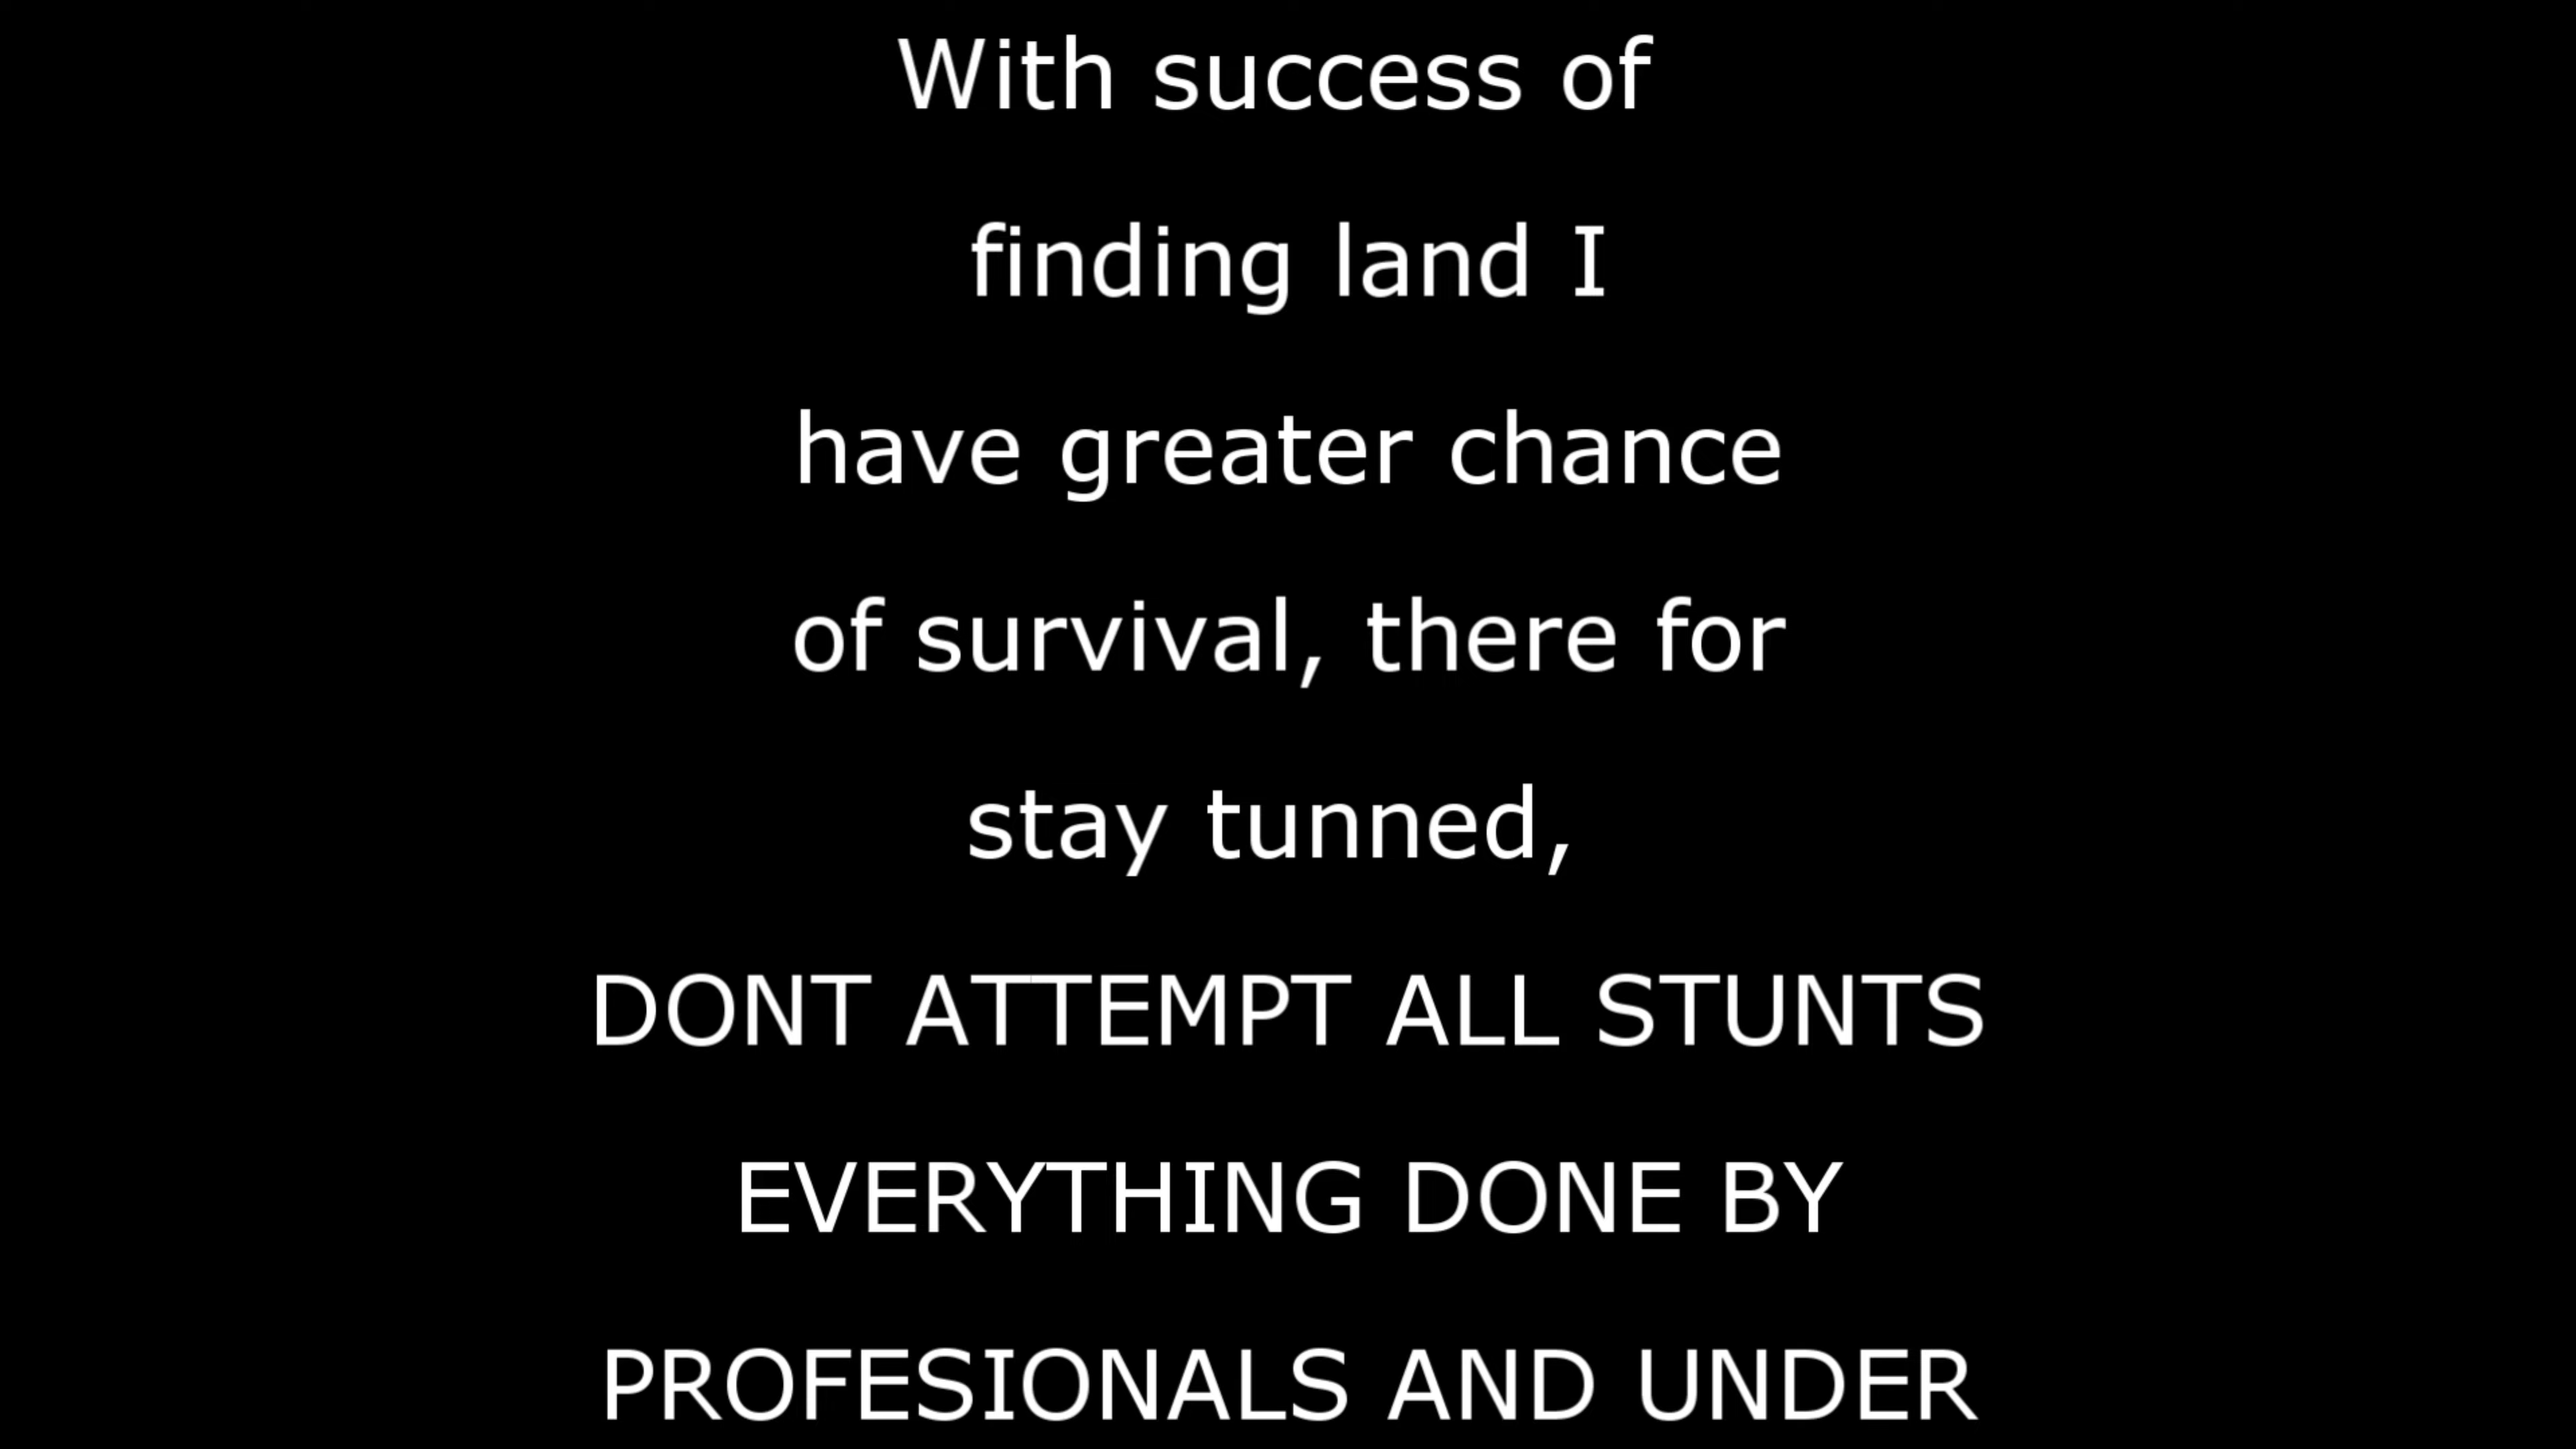 With success of
finding land I
have greater chance
of survival, there for
stay tunned,
DONT ATTEMPT ALL STUNTS
EVERYTHING DONE BY
PROFESIONALS AND UNDER